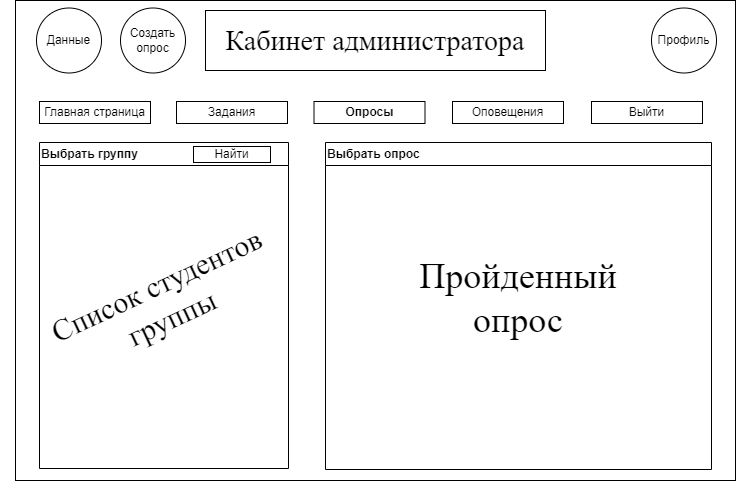 Данные
Создать
опрос
Кабинет администратора
Профиль
Главная страница
Задания
Опросы
Оповещения
Выйти
Выбрать группу
Найти
Список студентов
группы
Выбрать опрос
Пройденный
опрос